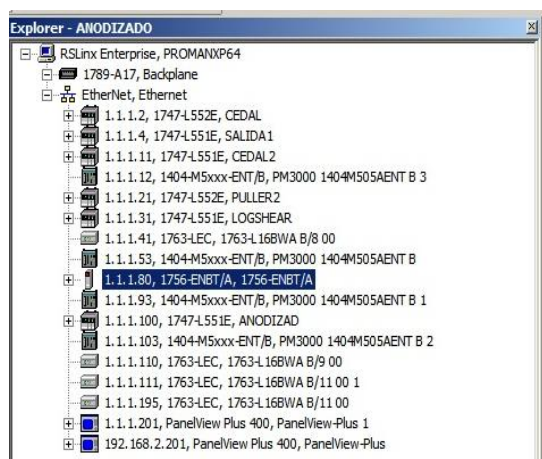 Explorer - ANODIZADO
RSLinx Enterprise, PROMANXP64
1789-A17, Backplane
EtherNet, Ethernet
1.1.1.2, 1747-L552E, CEDAL
1.1.1.4, 1747-L551E, SALIDA1
1.1.1.11, 1747-L551E, CEDAL2
1.1.1.12, 1404-M5xxx-ENT/B, PM3000 1404M505AENT B 3
1.1.1.21, 1747-L552E, PULLER2
1.1.1.31, 1747-L551E, LOGSHEAR
1.1.1.41, 1763-LEC, 1763-L16BWA B/8 00
1.1.1.53, 1404-M5xxx-ENT/B, PM3000 1404M505AENT B
1.1.1.80, 1756-ENBT/A, 1756-ENBT/A
1.1.1.93, 1404-M5xxx-ENT/B, PM3000 1404M505AENT B 1
1.1.1.100, 1747-L551E, ANODIZAD
1.1.1.103, 1404-M5xxx-ENT/B, PM3000 1404M505AENT B 2
1.1.1.110, 1763-LEC, 1763-L16BWA B/9 00
1.1.1.111, 1763-LEC, 1763-L16BWA B/11 00 1
1.1.1.195, 1763-LEC, 1763-L16BWA B/11 00
1.1.1.201, PanelView Plus 400, PanelView-Plus 1
192.168.2.201, PanelView Plus 400, PanelView-Plus